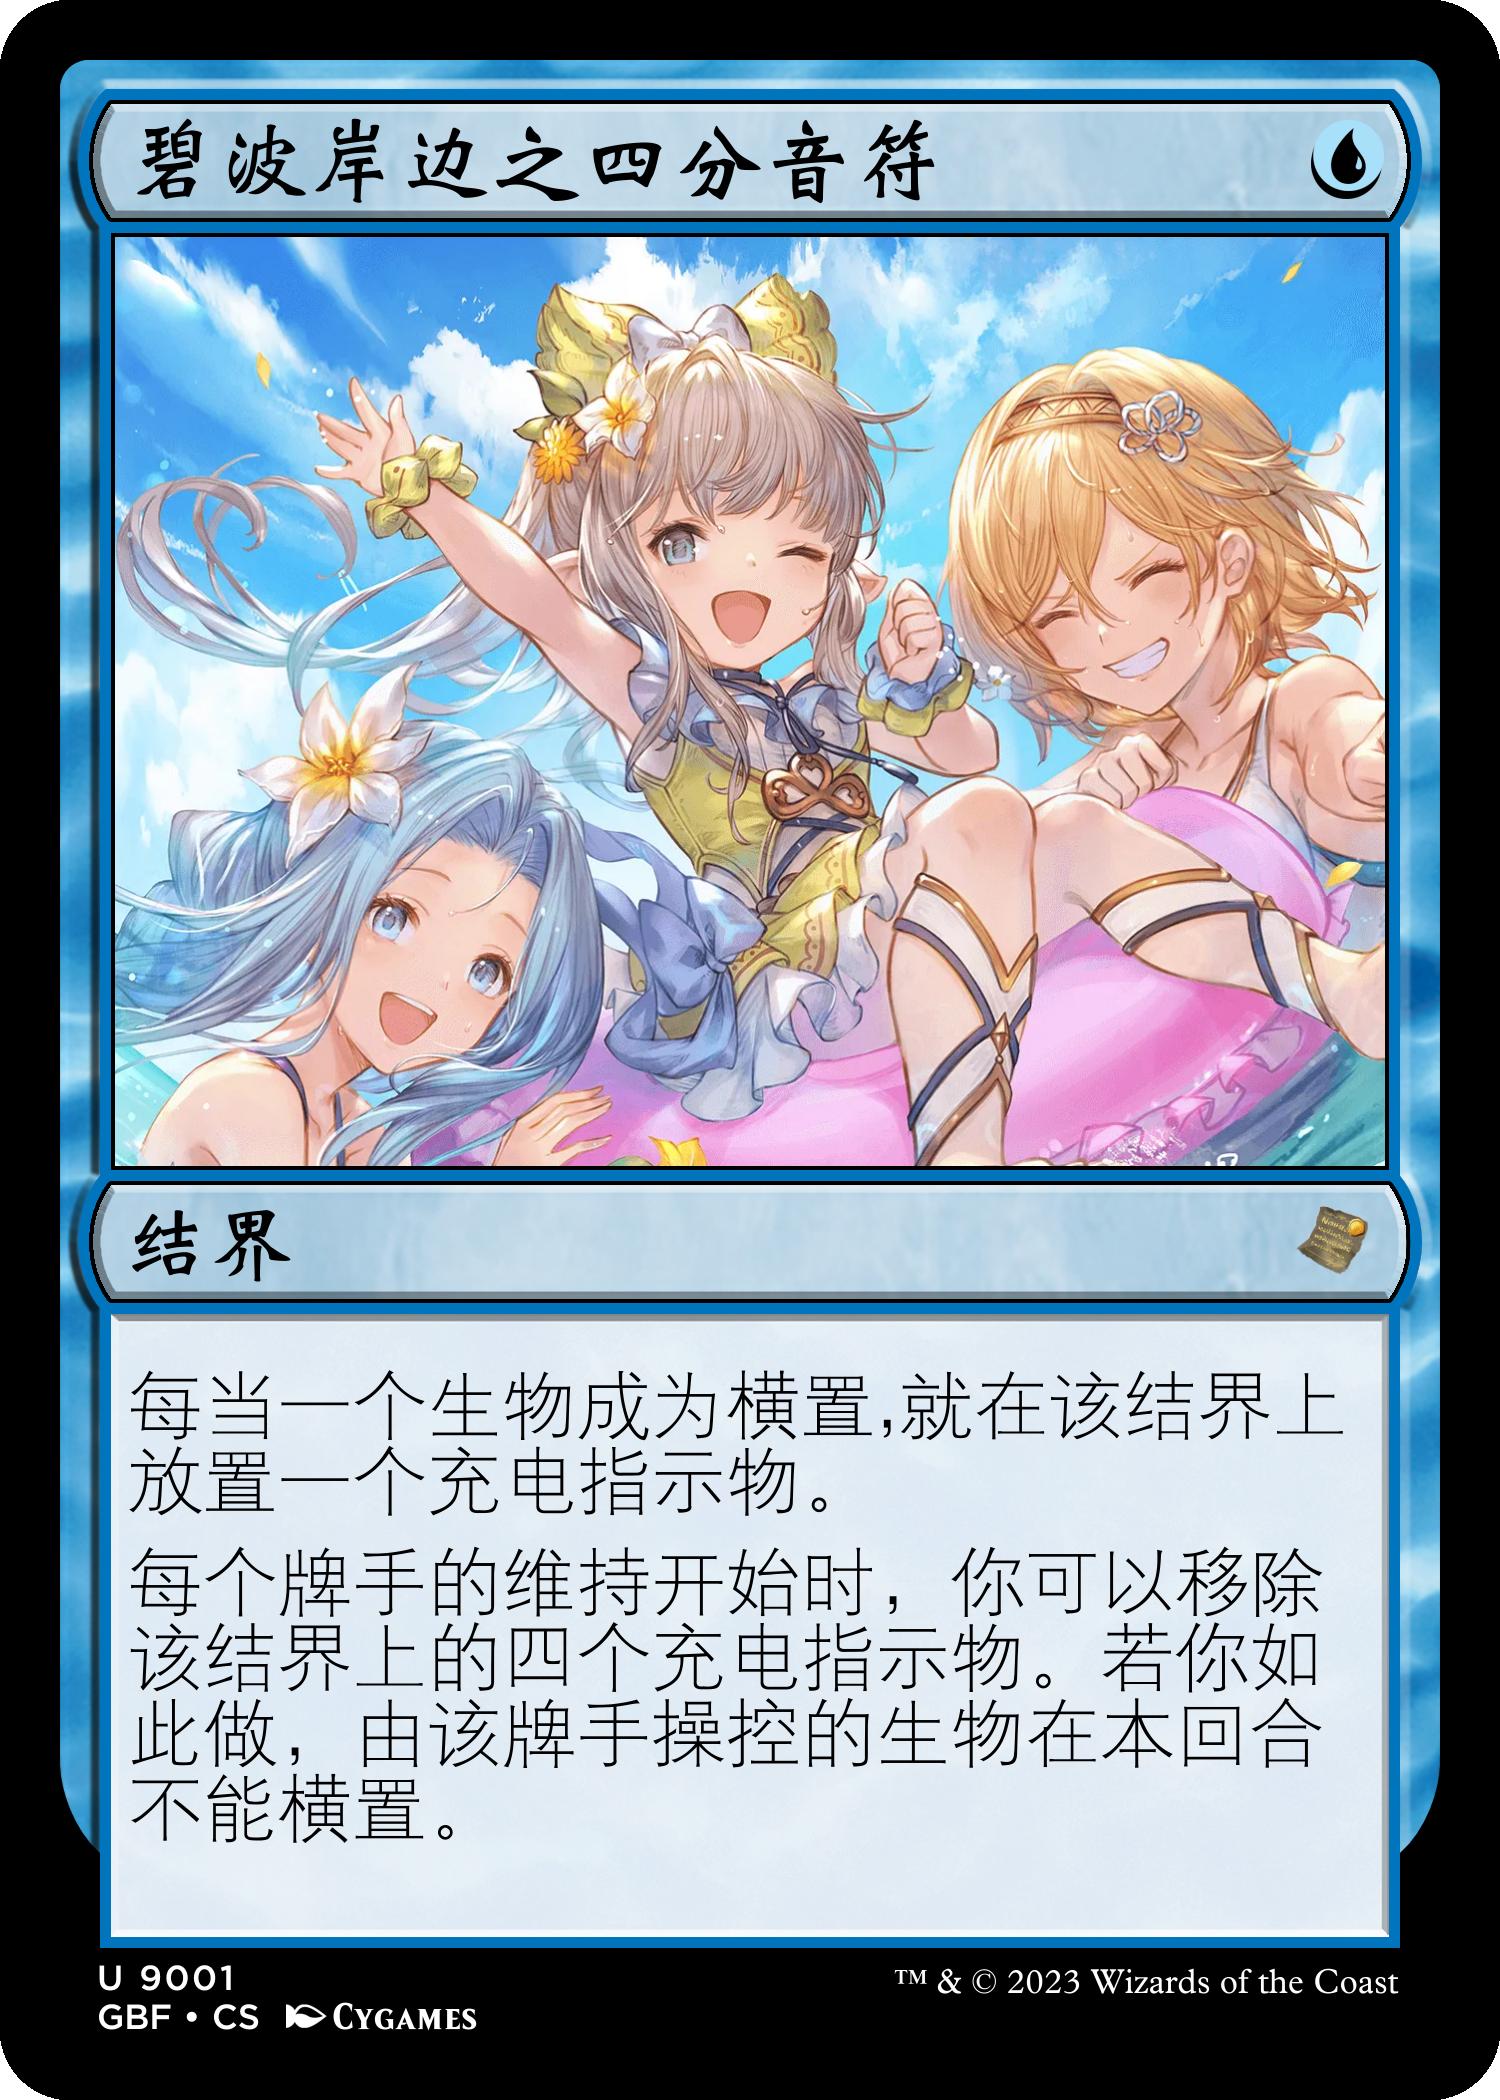 碧波岸边之四分音符
结界
每当一个生物成为横置,就在该结界上
放置一个充电指示物。
每个牌手的维持开始时，你可以移除
该结界上的四个充电指示物。若你如
此做，由该牌手操控的生物在本回合
不能横置。
U 9001
™ & © 2023 Wizards of the Coast
GBF • CS CYGAMES